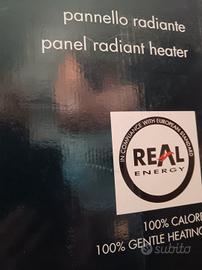 pannello radiante
panel radiant heater
IN COMPLIANCE WITH EUROPEAN STANDARD
REAL
ENERGY
100% CALORE
100% GENTLE HEATING
subito